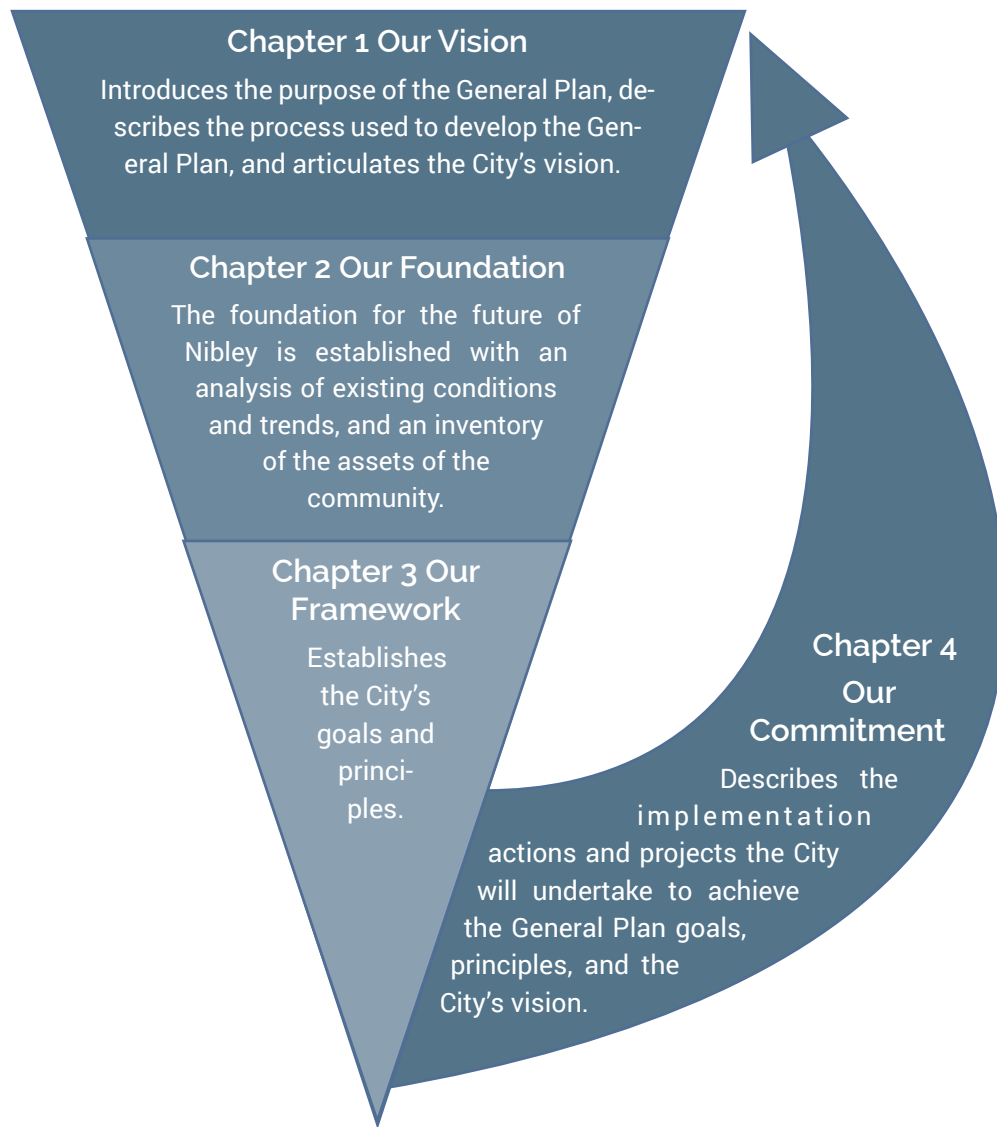 Chapter 1 Our Vision
Introduces the purpose of the General Plan, de-
scribes the process used to develop the Gen-
eral Plan, and articulates the City’s vision.
Chapter 2 Our Foundation
The foundation for the future of
Nibley is established with an
analysis of existing conditions
and trends, and an inventory
of the assets of the
community.
Chapter 3 Our
Framework
Establishes
the City’s
goals and
princi-
ples.
Chapter 4
Our
Commitment
Describes the
implementation
actions and projects the City
will undertake to achieve
the General Plan goals,
principles, and the
City’s vision.